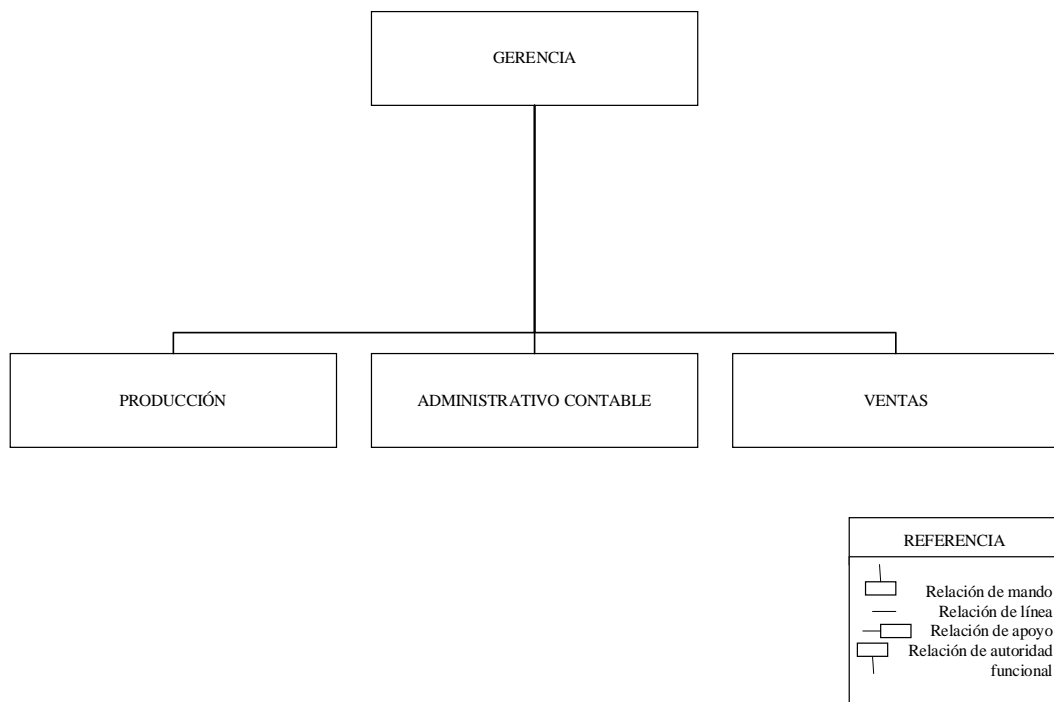 GERENCIA
PRODUCCIÓN
ADMINISTRATIVO CONTABLE
VENTAS
REFERENCIA
Relación de mando
Relación de línea
Relación de apoyo
Relación de autoridad
funcional